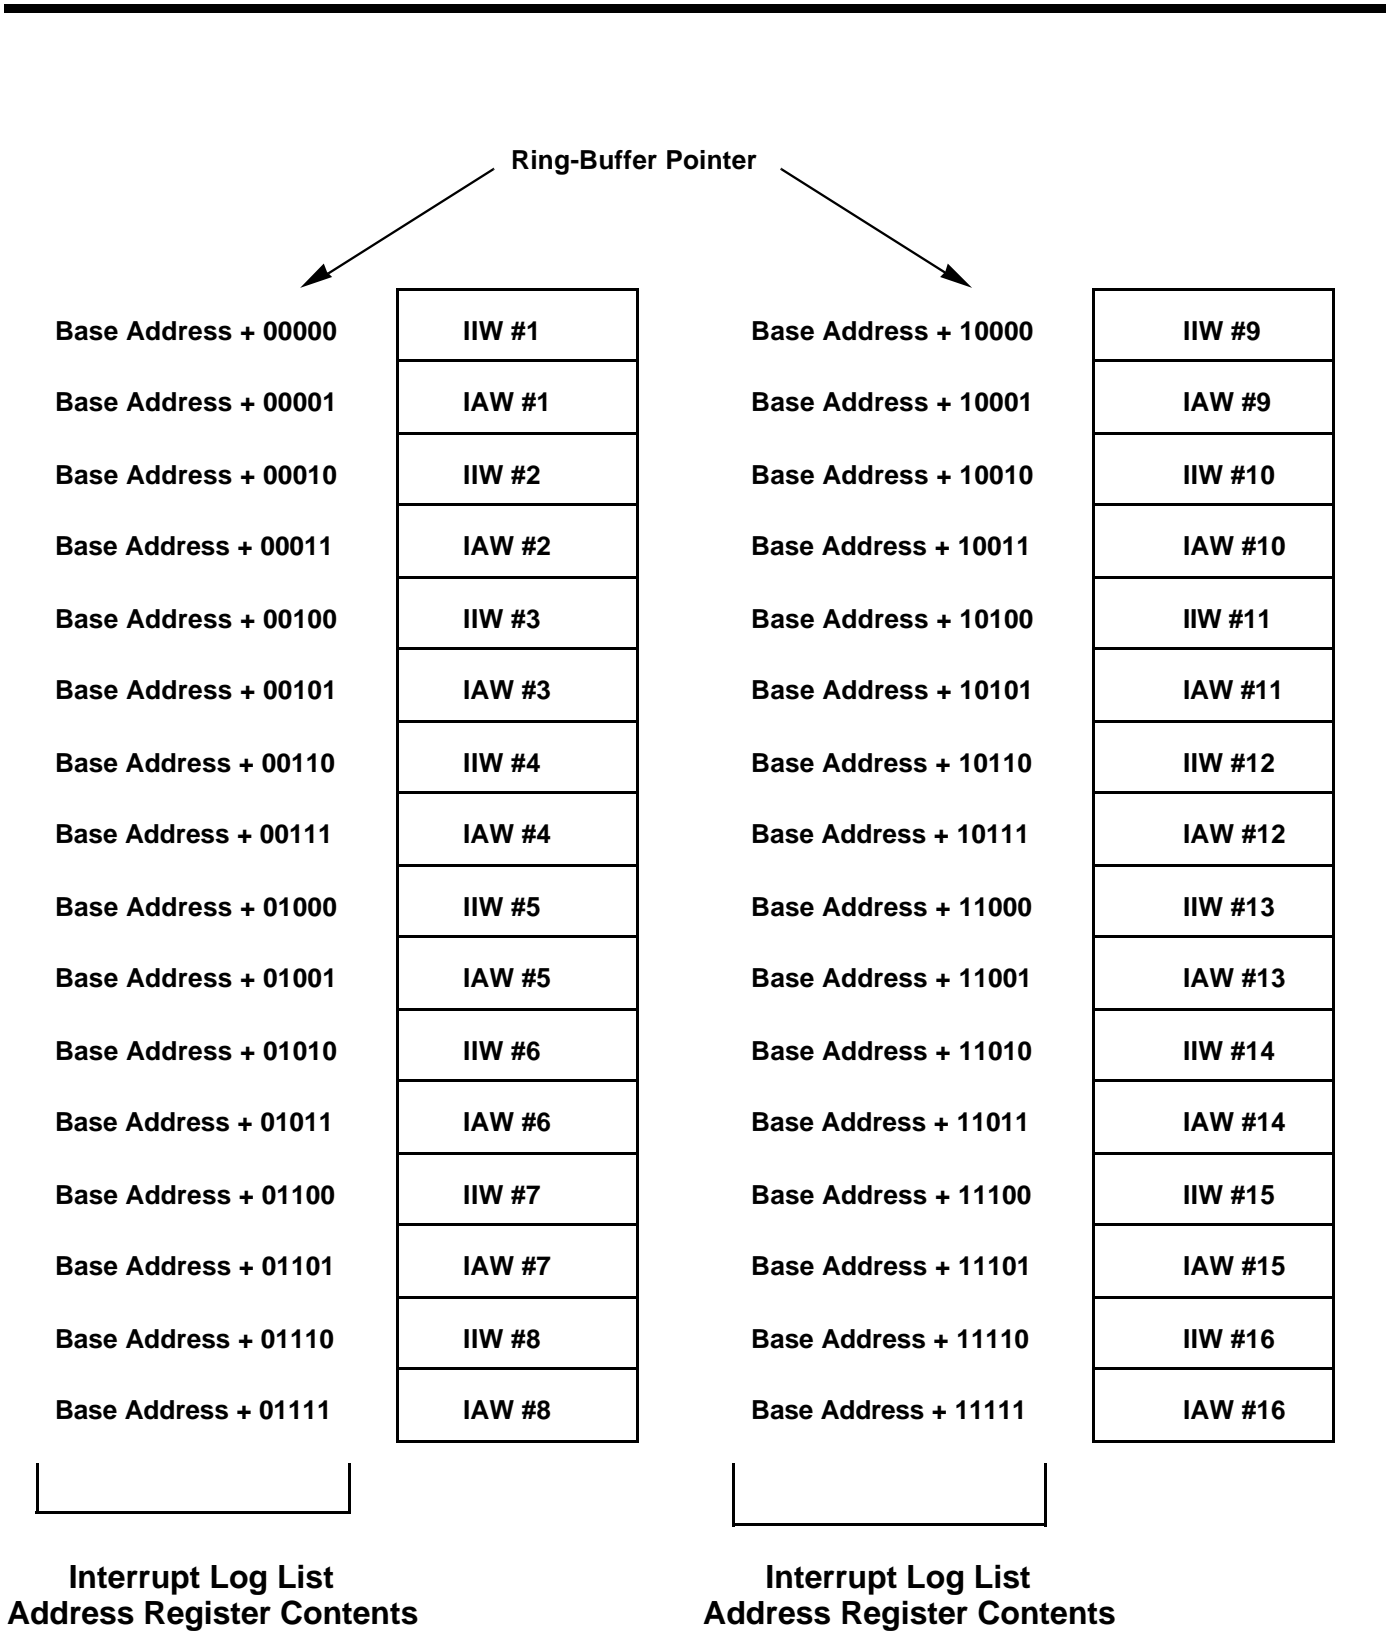 Ring-Buffer Pointer
Base Address + 00000 IIW #1
Base Address + 00001 IAW #1
Base Address + 00010 IIW #2
Base Address + 00011 IAW #2
Base Address + 00100 IIW #3
Base Address + 00101 IAW #3
Base Address + 00110 IIW #4
Base Address + 00111 IAW #4
Base Address + 01000 IIW #5
Base Address + 01001 IAW #5
Base Address + 01010 IIW #6
Base Address + 01011 IAW #6
Base Address + 01100 IIW #7
Base Address + 01101 IAW #7
Base Address + 01110 IIW #8
Base Address + 01111 IAW #8
Interrupt Log List
Address Register Contents
Base Address + 10000 IIW #9
Base Address + 10001 IAW #9
Base Address + 10010 IIW #10
Base Address + 10011 IAW #10
Base Address + 10100 IIW #11
Base Address + 10101 IAW #11
Base Address + 10110 IIW #12
Base Address + 10111 IAW #12
Base Address + 11000 IIW #13
Base Address + 11001 IAW #13
Base Address + 11010 IIW #14
Base Address + 11011 IAW #14
Base Address + 11100 IIW #15
Base Address + 11101 IAW #15
Base Address + 11110 IIW #16
Base Address + 11111 IAW #16
Interrupt Log List
Address Register Contents